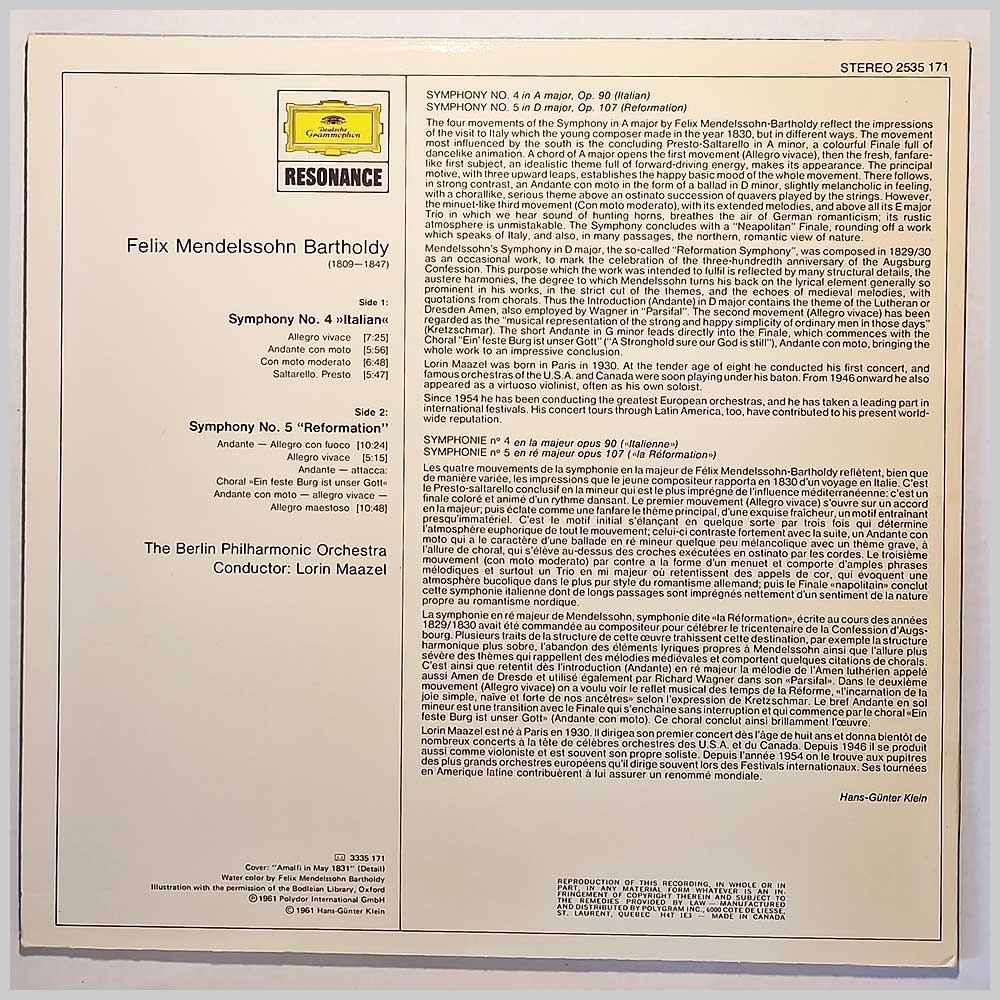 STEREO 2535 171
Deutsche
Grammophon
RESONANCE
Felix Mendelssohn Bartholdy
(1809—1847)
Side 1:
Symphony No. 4 »Italian«
Allegro vivace [7:25]
Andante con moto [5:56]
Con moto moderato [6:48]
Saltarello. Presto [5:47]
Side 2:
Symphony No. 5 "Reformation"
Andante — Allegro con fuoco [10:24]
Allegro vivace [5:15]
Andante — attacca:
Choral »Ein feste Burg ist unser Gott«
Andante con moto — allegro vivace —
Allegro maestoso [10:48]
The Berlin Philharmonic Orchestra
Conductor: Lorin Maazel
3335 171
Cover: "Amalfi in May 1831" (Detail)
Water color by Felix Mendelssohn Bartholdy
Illustration with the permission of the Bodleian Library, Oxford
Ⓟ 1961 Polydor International GmbH
© 1961 Hans-Günter Klein
SYMPHONY NO. 4 in A major, Op. 90 (Italian)
SYMPHONY NO. 5 in D major, Op. 107 (Reformation)
The four movements of the Symphony in A major by Felix Mendelssohn-Bartholdy reflect the impressions
of the visit to Italy which the young composer made in the year 1830, but in different ways. The movement
most influenced by the south is the concluding Presto-Saltarello in A minor, a colourful Finale full of
dancelike animation. A chord of A major opens the first movement (Allegro vivace), then the fresh, fanfare-
like first subject, an idealistic theme full of forward-driving energy, makes its appearance. The principal
motive, with three upward leaps, establishes the happy basic mood of the whole movement. There follows,
in strong contrast, an Andante con moto in the form of a ballad in D minor, slightly melancholic in feeling,
with a chorallike, serious theme above an ostinato succession of quavers played by the strings. However,
the minuet-like third movement (Con moto moderato), with its extended melodies, and above all its E major
Trio in which we hear sound of hunting horns, breathes the air of German romanticism; its rustic
atmosphere is unmistakable. The Symphony concludes with a "Neapolitan" Finale, rounding off a work
which speaks of Italy, and also, in many passages, the northern, romantic view of nature.
Mendelssohn's Symphony in D major, the so-called "Reformation Symphony", was composed in 1829/30
as an occasional work, to mark the celebration of the three-hundredth anniversary of the Augsburg
Confession. This purpose which the work was intended to fulfil is reflected by many structural details, the
austere harmonies, the degree to which Mendelssohn turns his back on the lyrical element generally so
prominent in his works, in the strict cut of the themes, and the echoes of medieval melodies, with
quotations from chorals. Thus the Introduction (Andante) in D major contains the theme of the Lutheran or
Dresden Amen, also employed by Wagner in "Parsifal". The second movement (Allegro vivace) has been
regarded as the "musical representation of the strong and happy simplicity of ordinary men in those days"
(Kretzschmar). The short Andante in G minor leads directly into the Finale, which commences with the
Choral "Ein' feste Burg ist unser Gott" ("A Stronghold sure our God is still"), Andante con moto, bringing the
whole work to an impressive conclusion.
Lorin Maazel was born in Paris in 1930. At the tender age of eight he conducted his first concert, and
famous orchestras of the U.S.A. and Canada were soon playing under his baton. From 1946 onward he also
appeared as a virtuoso violinist, often as his own soloist.
Since 1954 he has been conducting the greatest European orchestras, and he has taken a leading part in
international festivals. His concert tours through Latin America, too, have contributed to his present world-
wide reputation.
SYMPHONIE nº 4 en la majeur opus 90 («Italienne»)
SYMPHONIE nº 5 en ré majeur opus 107 («la Réformation»)
Les quatre mouvements de la symphonie en la majeur de Félix Mendelssohn-Bartholdy reflètent, bien que
de manière variée, les impressions que le jeune compositeur rapporta en 1830 d'un voyage en Italie. C'est
le Presto-saltarello conclusif en la mineur qui est le plus imprégné de l'influence méditerranéenne: c'est un
finale coloré et animé d'un rythme dansant. Le premier mouvement (Allegro vivace) s'ouvre sur un accord
en la majeur; puis éclate comme une fanfare le thème principal, d'une exquise fraîcheur, un motif entraînant
presqu'immatériel. C'est le motif initial s'élançant en quelque sorte par trois fois qui détermine
l'atmosphère euphorique de tout le mouvement; celui-ci contraste fortement avec la suite, un Andante con
moto qui a le caractère d'une ballade en ré mineur quelque peu mélancolique avec un thème grave, à
l'allure de choral, qui s'élève au-dessus des croches exécutées en ostinato par les cordes. Le troisième
mouvement (con moto moderato) par contre a la forme d'un menuet et comporte d'amples phrases
mélodiques et surtout un Trio en mi majeur où retentissent des appels de cor, qui évoquent une
atmosphère bucolique dans le plus pur style du romantisme allemand; puis le Finale «napolitain» conclut
cette symphonie italienne dont de longs passages sont imprégnés nettement d'un sentiment de la nature
propre au romantisme nordique.
La symphonie en ré majeur de Mendelssohn, symphonie dite «la Réformation», écrite au cours des années
1829/1830 avait été commandée au compositeur pour célébrer le tricentenaire de la Confession d'Augs-
bourg. Plusieurs traits de la structure de cette œuvre trahissent cette destination, par exemple la structure
harmonique plus sobre, l'abandon des éléments lyriques propres à Mendelssohn ainsi que l'allure plus
sévère des thèmes qui rappellent des mélodies médiévales et comportent quelques citations de chorals.
C'est ainsi que retentit dès l'introduction (Andante) en ré majeur la mélodie de l'Amen luthérien appelé
aussi Amen de Dresde et utilisé également par Richard Wagner dans son «Parsifal». Dans le deuxième
mouvement (Allegro vivace) on a voulu voir le reflet musical des temps de la Réforme, «l'incarnation de la
joie simple, naïve et forte de nos ancêtres» selon l'expression de Kretzschmar. Le bref Andante en sol
mineur est une transition avec le Finale qui s'enchaîne sans interruption et qui commence par le choral «Ein
feste Burg ist unser Gott» (Andante con moto). Ce choral conclut ainsi brillamment l'œuvre.
Lorin Maazel est né à Paris en 1930. Il dirigea son premier concert dès l'âge de huit ans et donna bientôt de
nombreux concerts à la tête de célèbres orchestres des U.S.A. et du Canada. Depuis 1946 il se produit
aussi comme violoniste et est souvent son propre soliste. Depuis l'année 1954 on le trouve aux pupitres
des plus grands orchestres européens qu'il dirige souvent lors des Festivals internationaux. Ses tournées
en Amerique latine contribuèrent à lui assurer un renommé mondiale.
Hans-Günter Klein
REPRODUCTION OF THIS RECORDING, IN WHOLE OR IN
PART, IN ANY MATERIAL FORM WHATEVER IS AN IN-
FRINGEMENT OF COPYRIGHT THEREIN AND SUBJECT TO
THE REMEDIES PROVIDED BY LAW — MANUFACTURED
AND DISTRIBUTED BY POLYGRAM INC., 6000 COTE DE LIESSE,
ST. LAURENT, QUEBEC H4T 1E3 — MADE IN CANADA